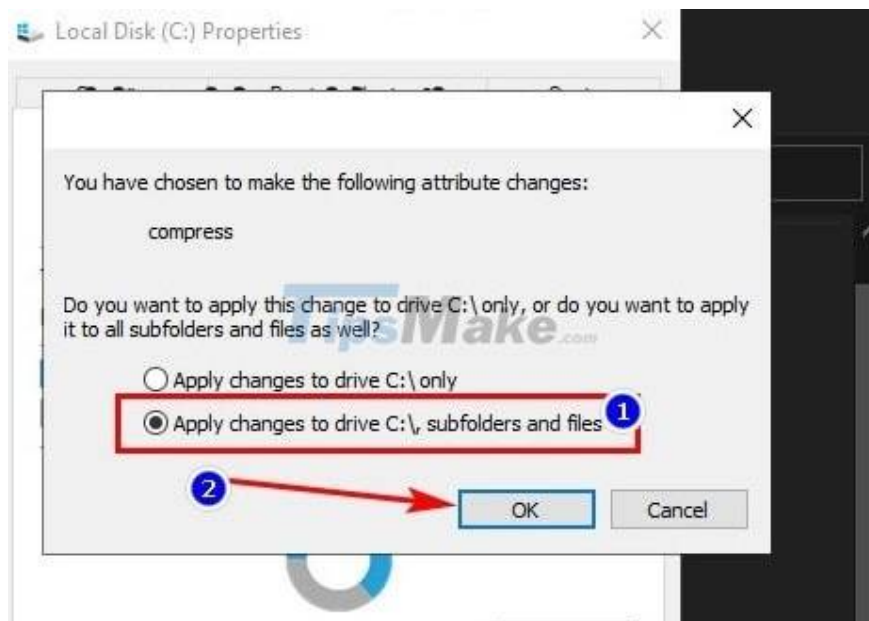 Local Disk (C:) Properties
You have chosen to make the following attribute changes:
compress
Do you want to apply this change to drive C:\ only, or do you want to apply
it to all subfolders and files as well?
TipsMake.com
Apply changes to drive C:\ only
Apply changes to drive C:\, subfolders and files
1
2
OK
Cancel